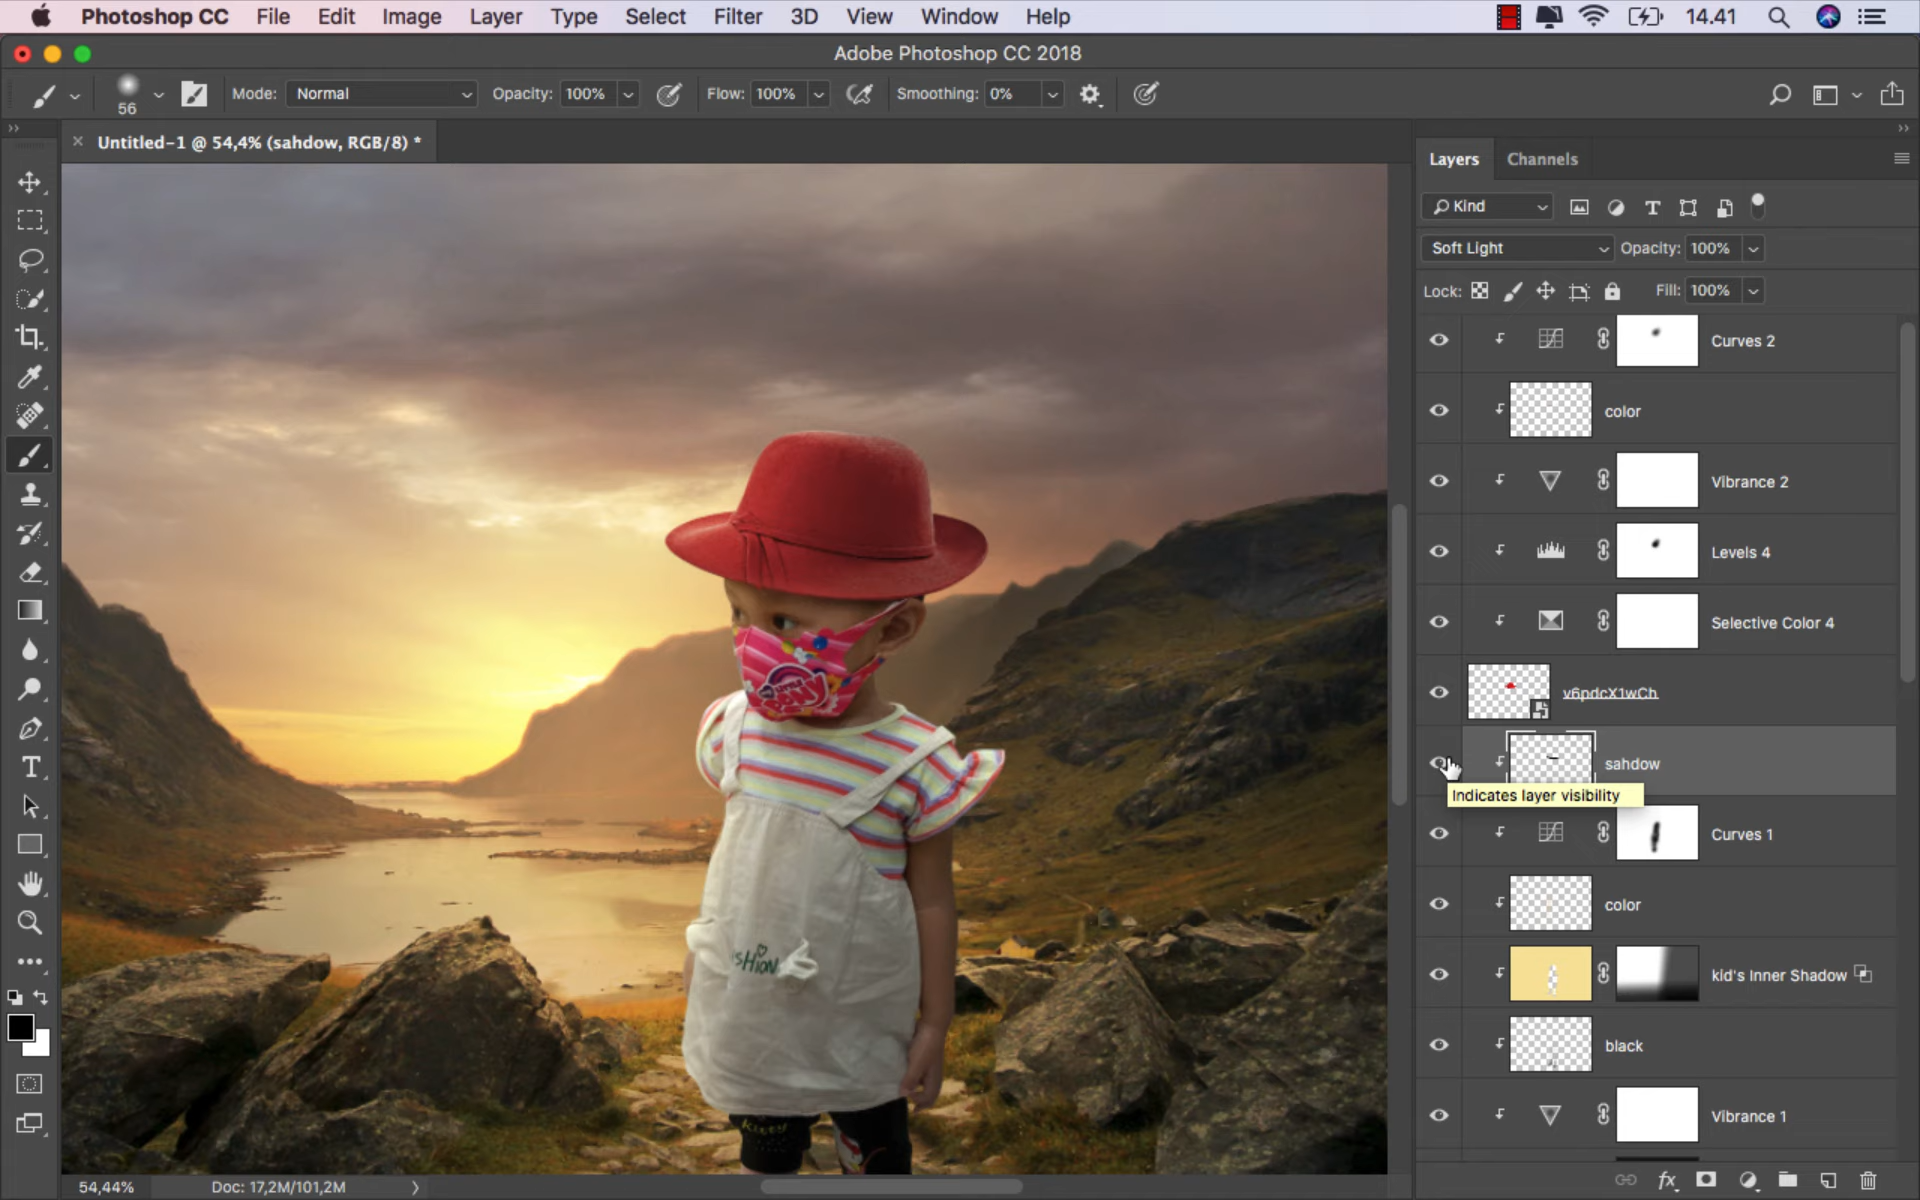 Photoshop CC File Edit Image Layer Type Select Filter 3D View Window Help 14.41
Adobe Photoshop CC 2018
56 Mode: Normal Opacity: 100% Flow: 100% Smoothing: 0%
× Untitled-1 @ 54,4% (sahdow, RGB/8) *
Layers Channels
Kind
Soft Light Opacity: 100%
Lock: Fill: 100%
Curves 2
color
Vibrance 2
Levels 4
Selective Color 4
v6pdcX1wCh
sahdow
Indicates layer visibility
Curves 1
color
kid's Inner Shadow
black
Vibrance 1
54,44% Doc: 17,2M/101,2M